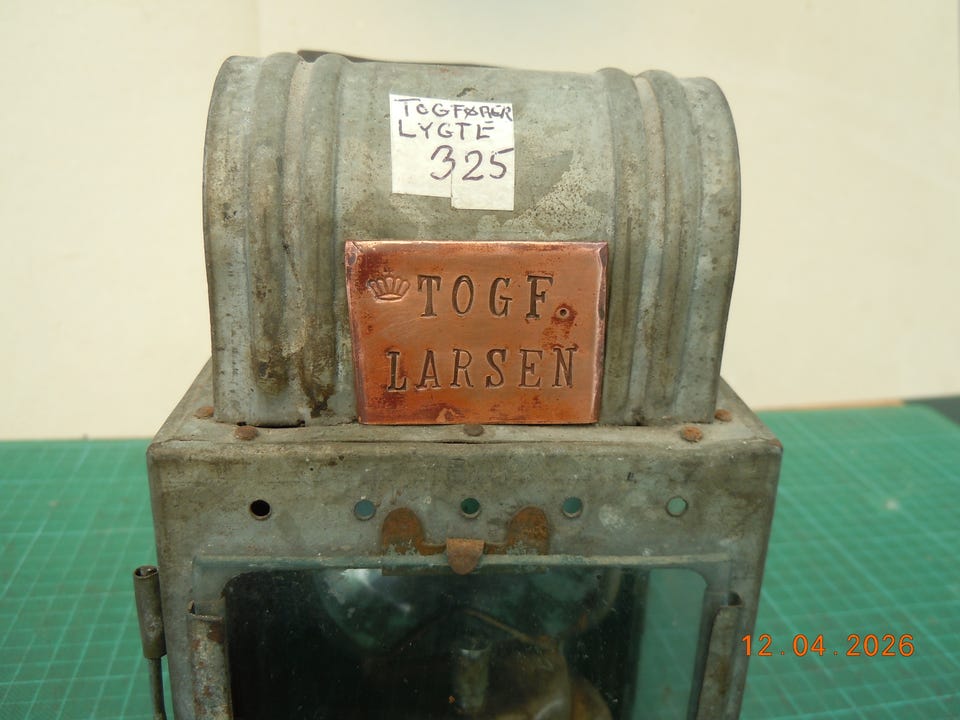 TOGFØRER
LYGTE
325
TOGF.
LARSEN
12.04.2026